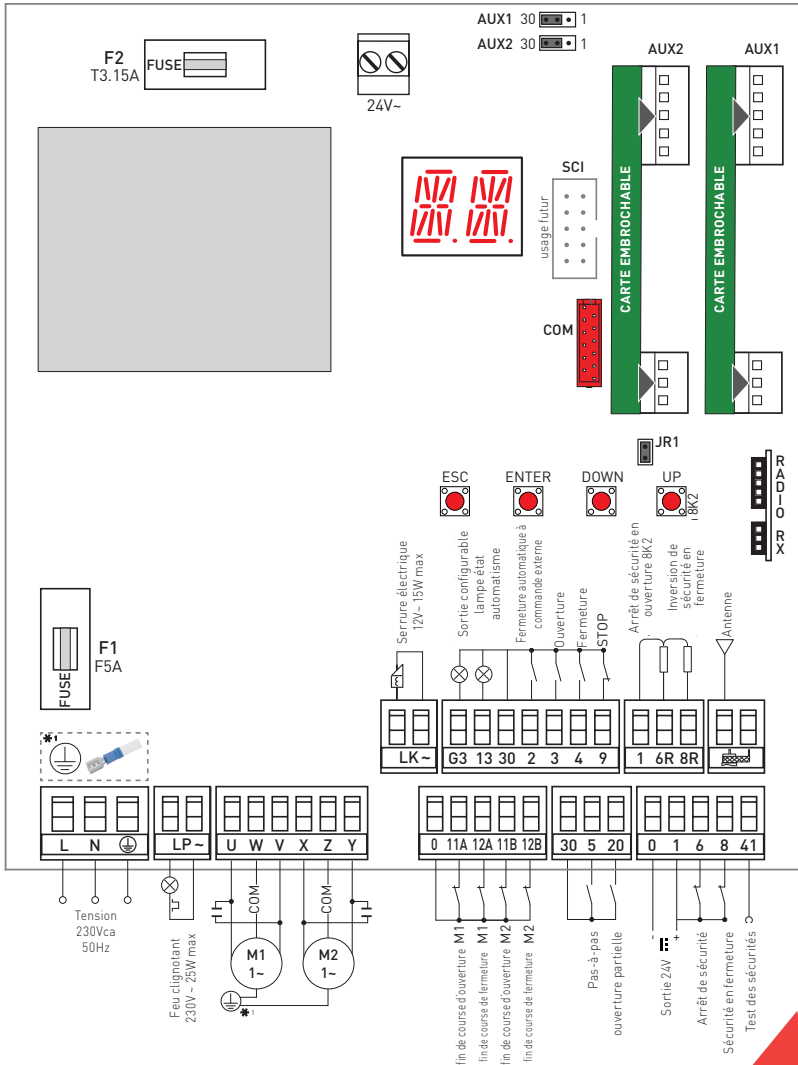 AUX1 30 1
AUX2 30 1
F2
T3.15A
FUSE
24V~
AUX2
AUX1
SCI
usage futur
CARTE EMBROCHABLE
CARTE EMBROCHABLE
COM
JR1
RADIO RX
ESC
ENTER
DOWN
UP
8K2
Serrure électrique
12V~ 15W max
Sortie configurable
lampe état
automatisme
Fermeture automatique à
commande externe
Ouverture
Fermeture
STOP
Arrêt de sécurité en
ouverture 8K2
Inversion de
sécurité en
fermeture
Antenne
F1
F5A
FUSE
*1
LK~
G3 13 30 2 3 4 9
1 6R 8R
L N
LP~
U W V X Z Y
0 11A 12A 11B 12B
30 5 20
0 1 6 8 41
Tension
230Vca
50Hz
Feu clignotant
230V ~ 25W max
COM
COM
M1
1~
M2
1~
*1
fin de course d'ouverture M1
fin de course de fermeture M1
fin de course d'ouverture M2
fin de course de fermeture M2
Pas-à-pas
ouverture partielle
- +
Sortie 24V
Arrêt de sécurité
Sécurité en fermeture
Test des sécurités